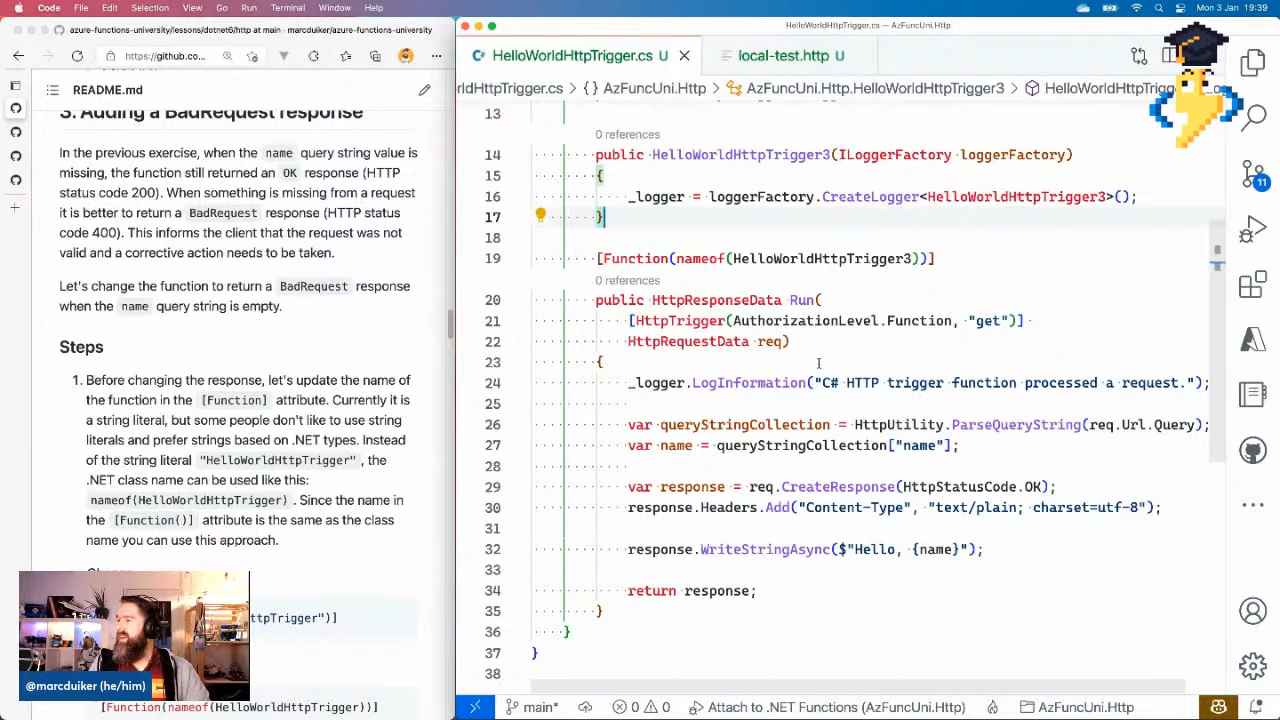 Code File Edit Selection View Go Run Terminal Window Help
Mon 9 Jan 19:39
azure-functions-university/lessons/dotnet6/http at main · marcduiker/azure-functions-university
https://github.co...
README.md
3. Adding a BadRequest response
In the previous exercise, when the name query string value is
missing, the function still returned an OK response (HTTP
status code 200). When something is missing from a request
it is better to return a BadRequest response (HTTP status
code 400). This informs the client that the request was not
valid and a corrective action needs to be taken.
Let's change the function to return a BadRequest response
when the name query string is empty.
Steps
1. Before changing the response, let's update the name of
the function in the [Function] attribute. Currently it is
a string literal, but some people don't like to use string
literals and prefer strings based on .NET types. Instead
of the string literal "HelloWorldHttpTrigger", the
.NET class name can be used like this:
nameof(HelloWorldHttpTrigger). Since the name in
the [Function()] attribute is the same as the class
name you can use this approach.
ttpTrigger")]
[Function(nameof(HelloWorldHttpTrigger))]
@marcduiker (he/him)
HelloWorldHttpTrigger.cs — AzFuncUni.Http
HelloWorldHttpTrigger.cs U
local-test.http U
rldHttpTrigger.cs > {} AzFuncUni.Http > AzFuncUni.Http.HelloWorldHttpTrigger3 > HelloWorldHttpTrigg
13
0 references
14 public HelloWorldHttpTrigger3(ILoggerFactory loggerFactory)
15 {
16 _logger = loggerFactory.CreateLogger<HelloWorldHttpTrigger3>();
17 }
18
19 [Function(nameof(HelloWorldHttpTrigger3))]
0 references
20 public HttpResponseData Run(
21 [HttpTrigger(AuthorizationLevel.Function, "get")]
22 HttpRequestData req)
23 {
24 _logger.LogInformation("C# HTTP trigger function processed a request.");
25
26 var queryStringCollection = HttpUtility.ParseQueryString(req.Url.Query);
27 var name = queryStringCollection["name"];
28
29 var response = req.CreateResponse(HttpStatusCode.OK);
30 response.Headers.Add("Content-Type", "text/plain; charset=utf-8");
31
32 response.WriteStringAsync($"Hello, {name}");
33
34 return response;
35 }
36 }
37 }
38
11
main* 0 0 Attach to .NET Functions (AzFuncUni.Http) AzFuncUni.Http